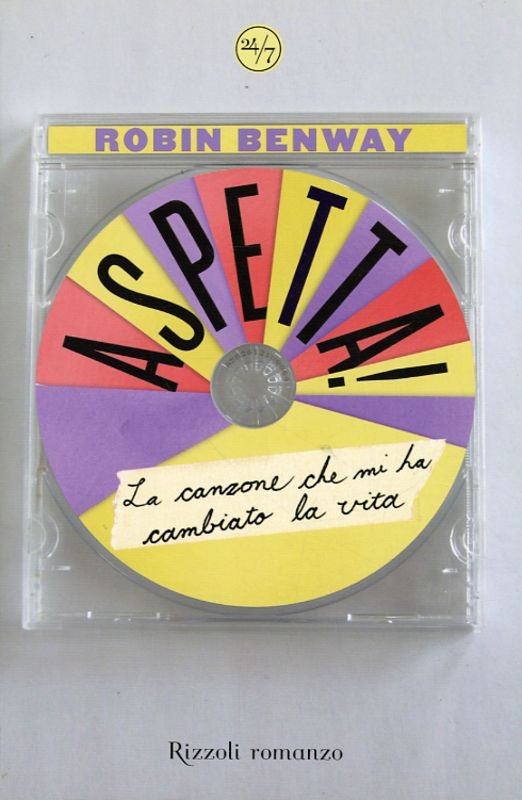 24/7
ROBIN BENWAY
ASPETTA!
La canzone che mi ha
cambiato la vita
Rizzoli romanzo